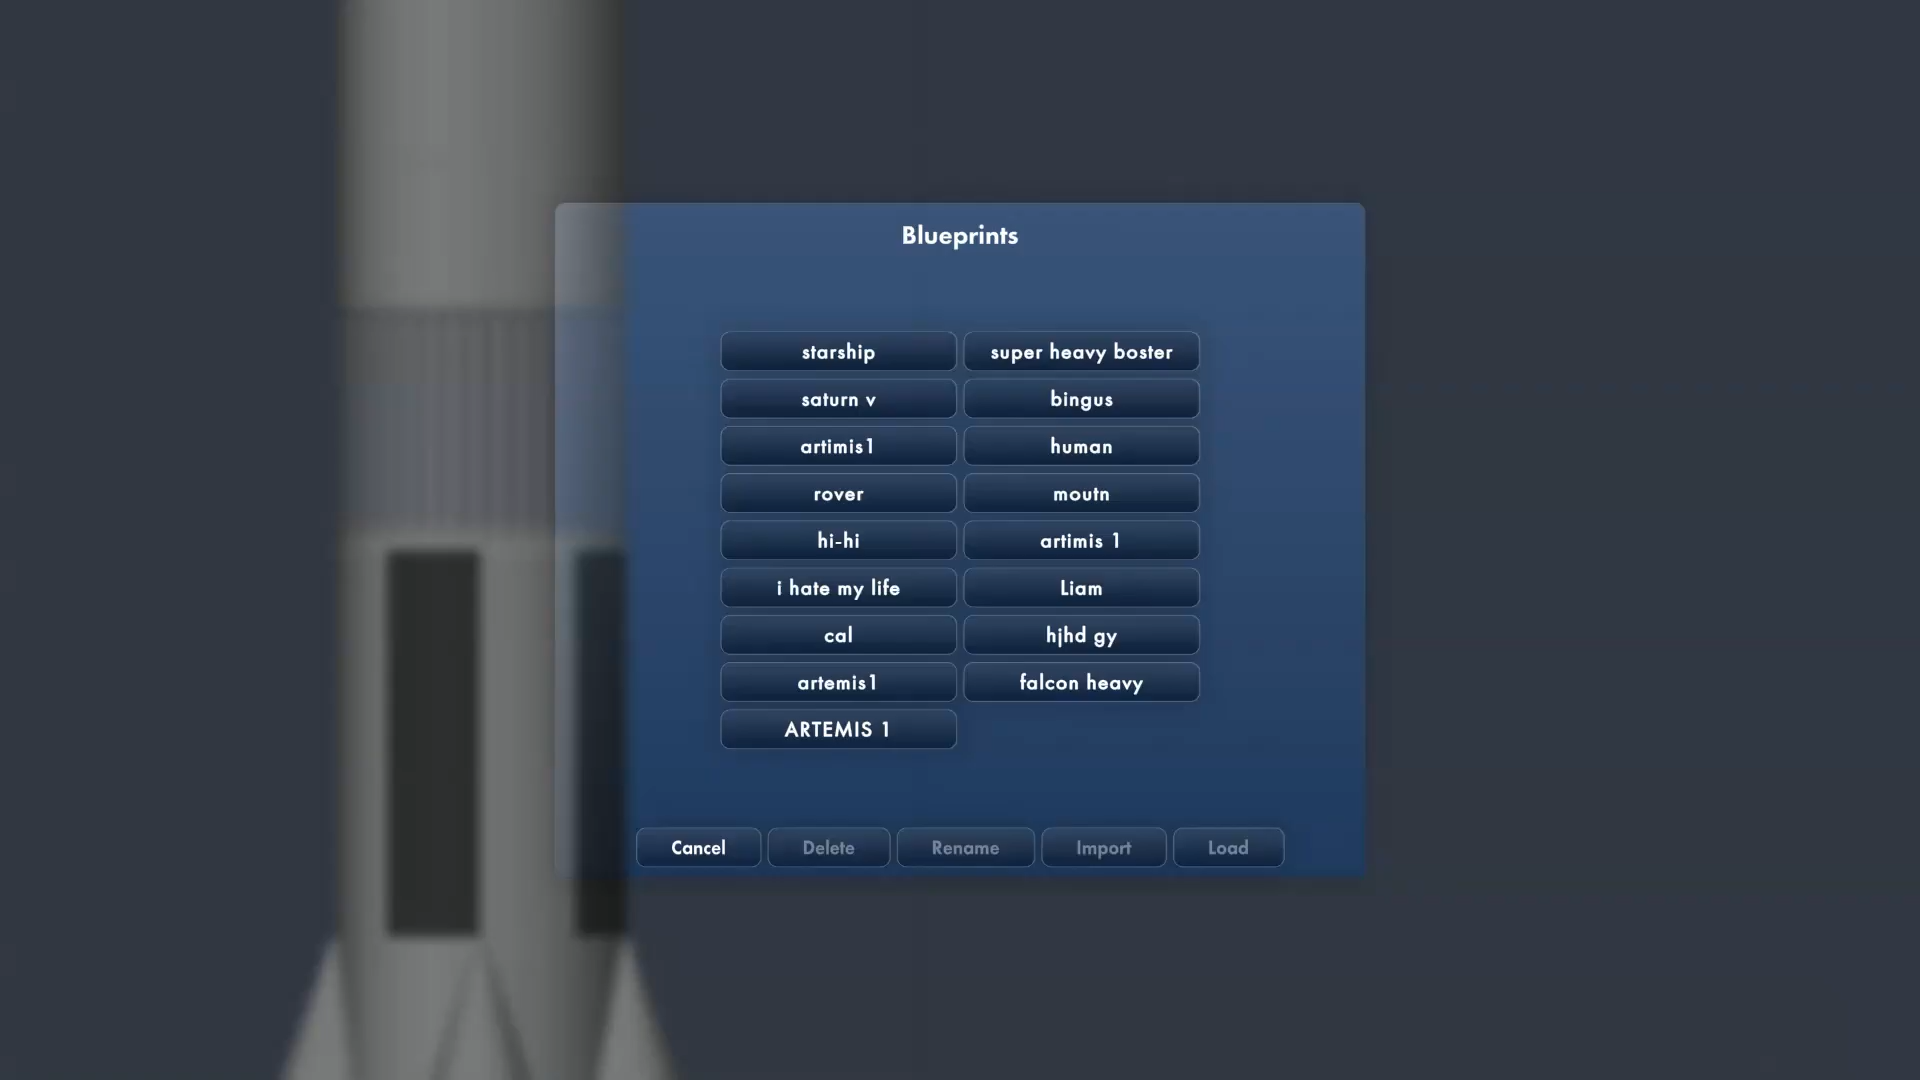 Blueprints
starship
super heavy boster
saturn v
bingus
artimis1
human
rover
moutn
hi-hi
artimis 1
i hate my life
Liam
cal
hjhd gy
artemis1
falcon heavy
ARTEMIS 1
Cancel
Delete
Rename
Import
Load